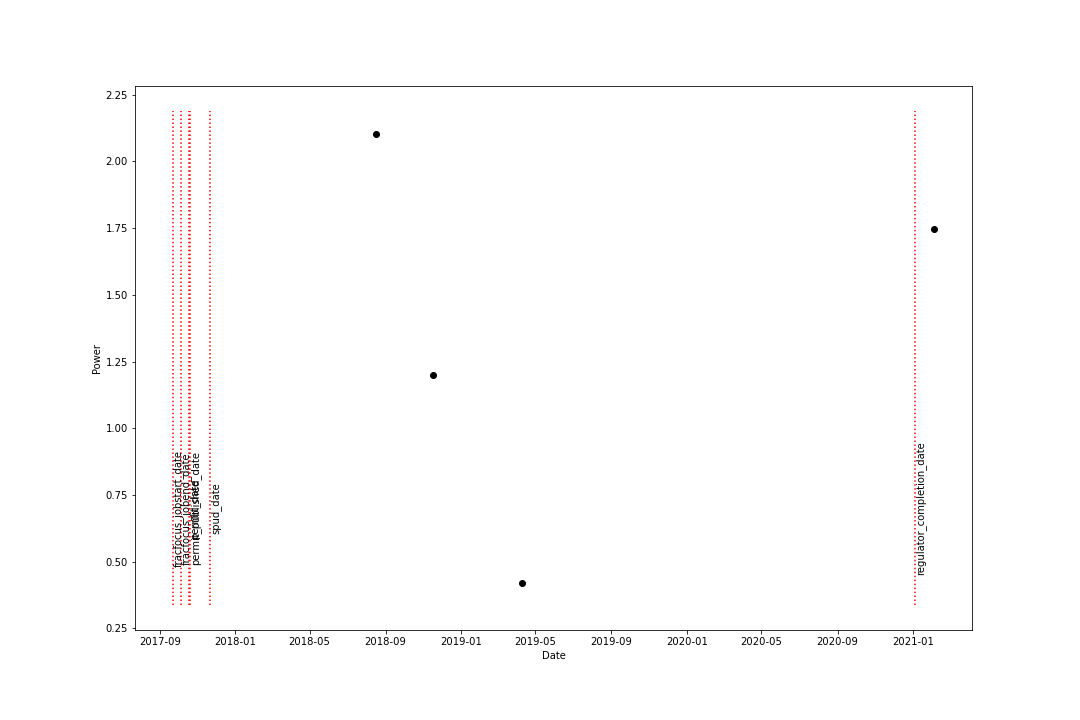 2.25
2.00
1.75
1.50
1.25
1.00
0.75
0.50
0.25
Power
fracfocus_jobstart_date
fracfocus_jobend_date
spud_date
regulator_completion_date
2017-09 2018-01 2018-05 2018-09 2019-01 2019-05 2019-09 2020-01 2020-05 2020-09 2021-01
Date